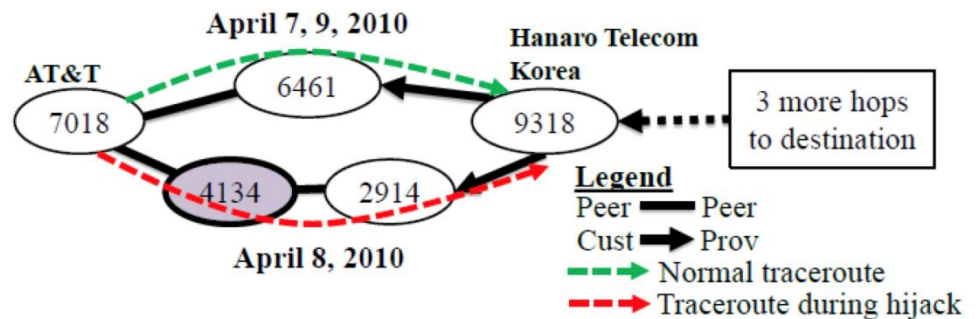 April 7, 9, 2010
Hanaro Telecom
Korea
AT&T
6461
7018
9318
3 more hops
to destination
4134
2914
Legend
Peer Peer
Cust Prov
April 8, 2010
Normal traceroute
Traceroute during hijack